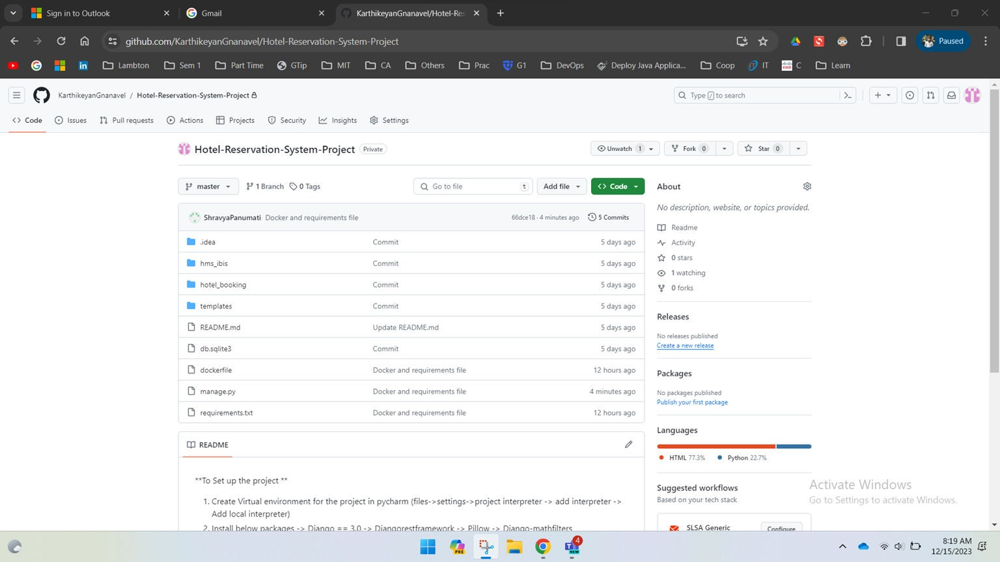 Sign in to Outlook
Gmail
KarthikeyanGnanavel/Hotel-Res
github.com/KarthikeyanGnanavel/Hotel-Reservation-System-Project
Paused
Lambton
Sem 1
Part Time
GTip
MIT
CA
Others
Prac
G1
DevOps
Deploy Java Applica...
Coop
IT
C
Learn
KarthikeyanGnanavel / Hotel-Reservation-System-Project
Type / to search
Code
Issues
Pull requests
Actions
Projects
Security
Insights
Settings
Hotel-Reservation-System-Project Private
Unwatch 1
Fork 0
Star 0
master
1 Branch
0 Tags
Go to file t
Add file
Code
ShravyaPanumati Docker and requirements file 66dce18 · 4 minutes ago 5 Commits
.idea Commit 5 days ago
hms_ibis Commit 5 days ago
hotel_booking Commit 5 days ago
templates Commit 5 days ago
README.md Update README.md 5 days ago
db.sqlite3 Commit 5 days ago
dockerfile Docker and requirements file 12 hours ago
manage.py Docker and requirements file 4 minutes ago
requirements.txt Docker and requirements file 12 hours ago
README
**To Set up the project **
1. Create Virtual environment for the project in pycharm (files->settings->project interpreter -> add interpreter ->
Add local interpreter)
2. Install below packages -> Django == 3.0 -> Djangorestframework -> Pillow -> Django-mathfilters
About
No description, website, or topics provided.
Readme
Activity
0 stars
1 watching
0 forks
Releases
No releases published
Create a new release
Packages
No packages published
Publish your first package
Languages
HTML 77.3%
Python 22.7%
Suggested workflows
Based on your tech stack
SLSA Generic
Configure
Activate Windows
Go to Settings to activate Windows.
PRE
4
NEW
8:19 AM
12/15/2023